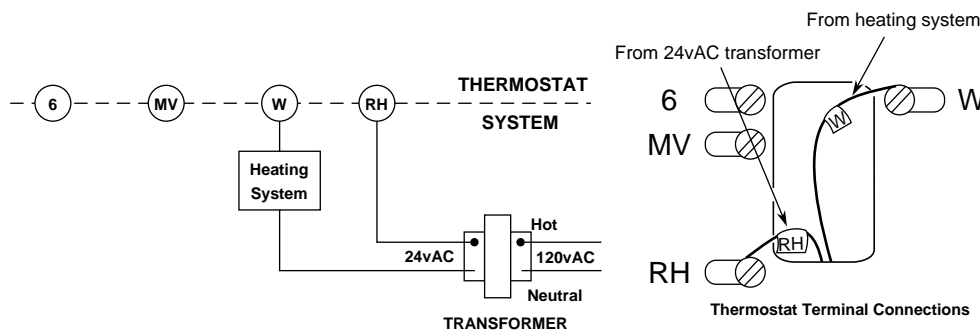 From heating system
From 24vAC transformer
6 MV W RH THERMOSTAT
SYSTEM
Heating
System
Hot
24vAC 120vAC
Neutral
TRANSFORMER
6
MV
W
W
RH
RH
Thermostat Terminal Connections